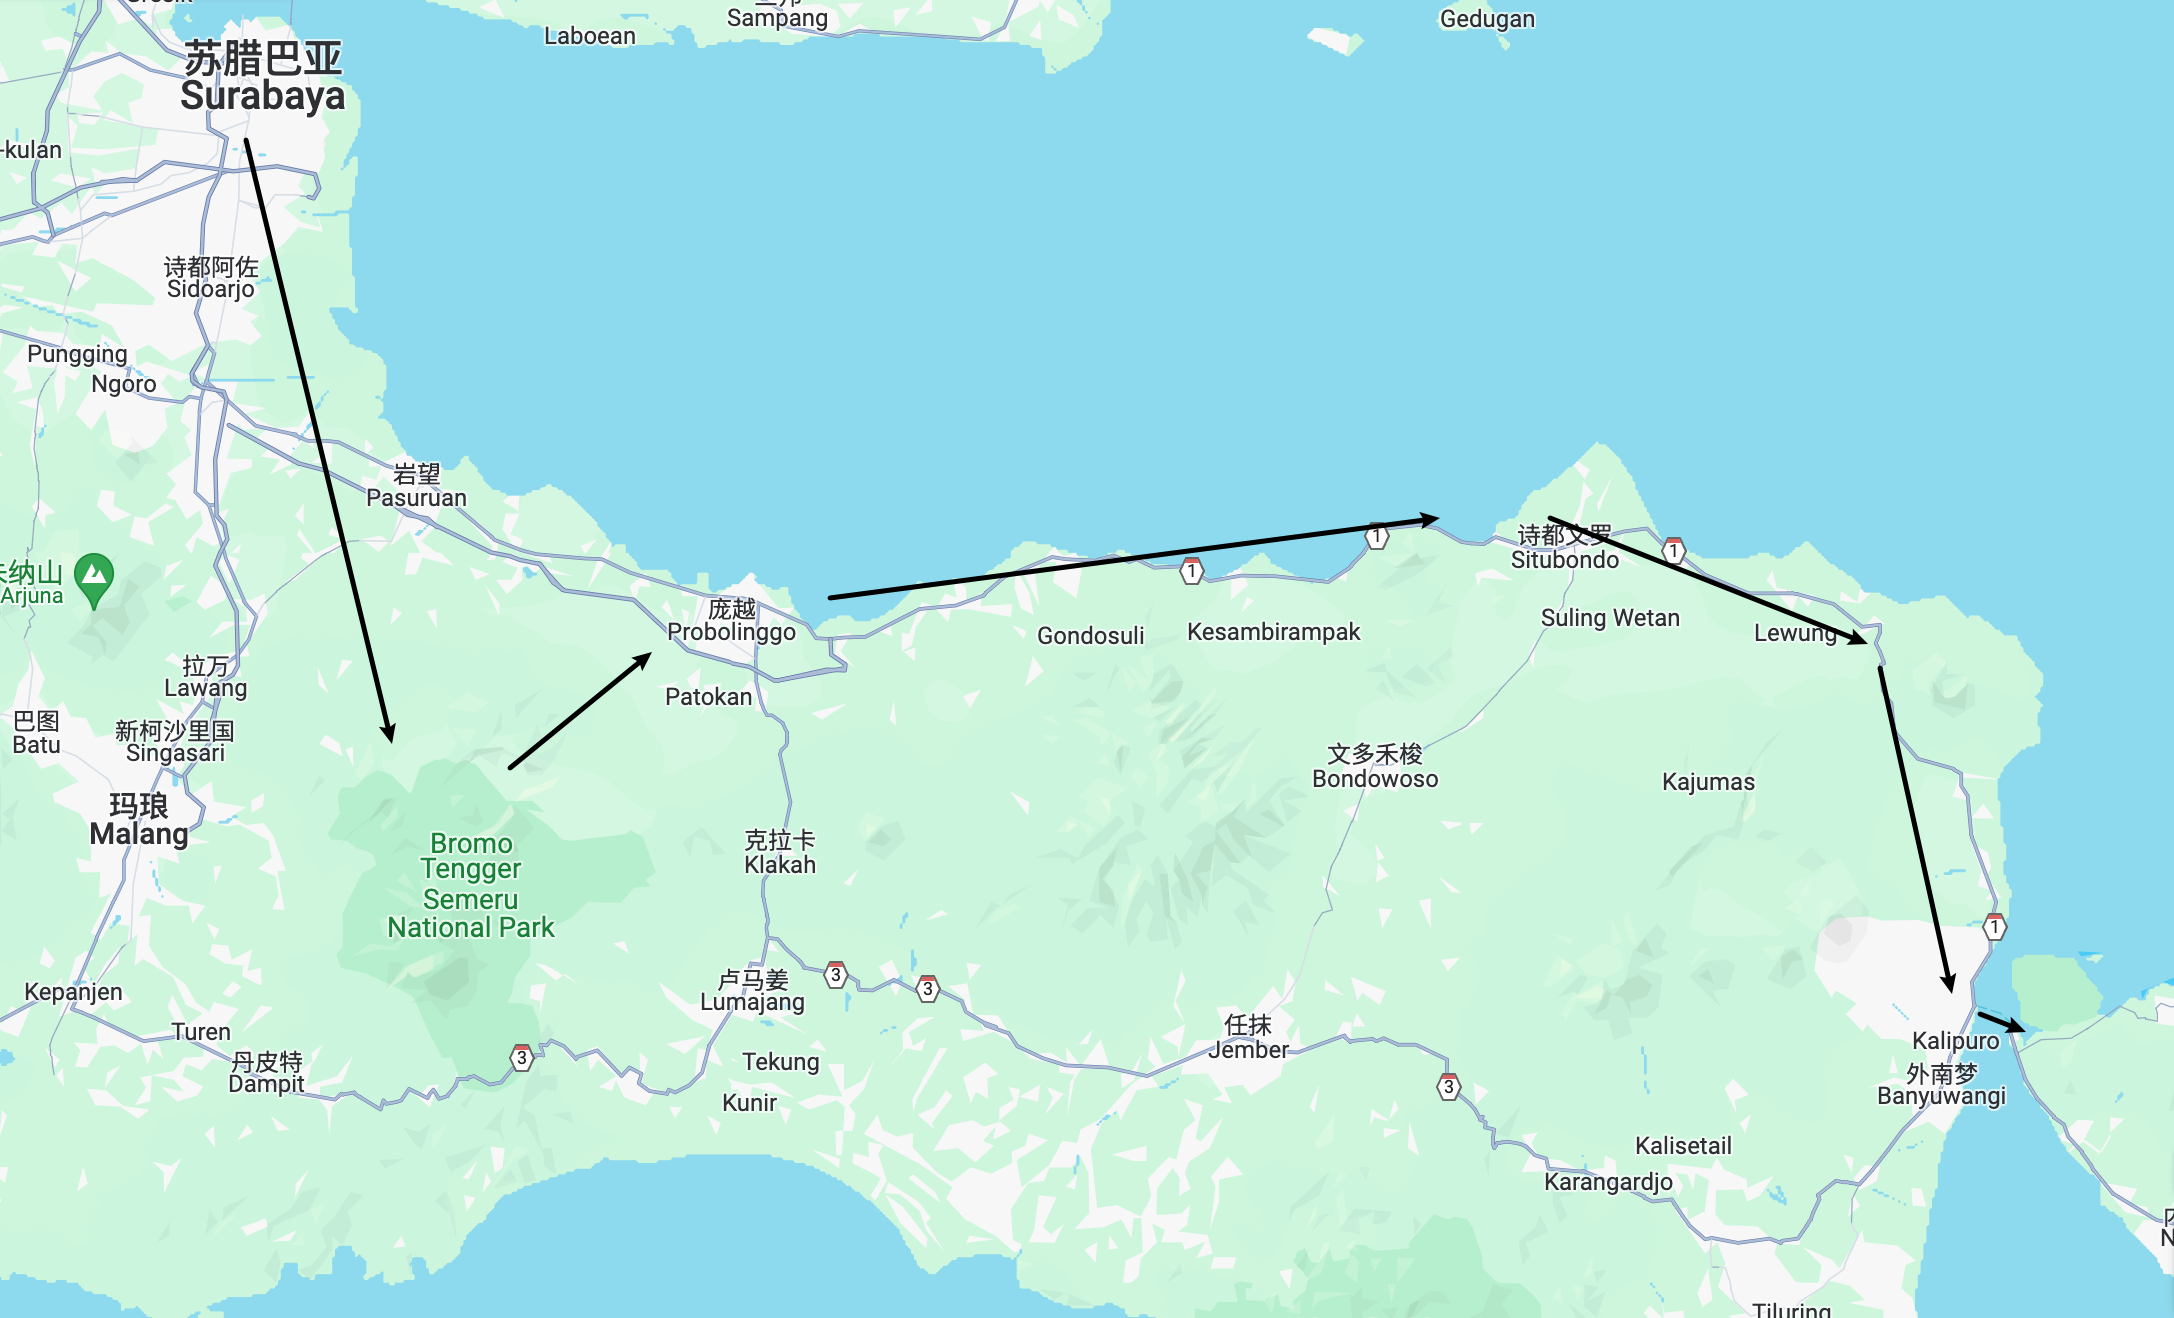 Sampang
Laboean
Gedugan
苏腊巴亚
Surabaya
-kulan
诗都阿佐
Sidoarjo
Pungging
Ngoro
岩望
Pasuruan
纳山
Arjuna
庞越
Probolinggo
Patokan
Gondosuli
Kesambirampak
1
1
诗都文罗
Situbondo
1
Suling Wetan
Lewung
拉万
Lawang
巴图
Batu
新柯沙里国
Singasari
玛琅
Malang
文多禾梭
Bondowoso
Kajumas
克拉卡
Klakah
Bromo
Tengger
Semeru
National Park
1
Kepanjen
卢马姜
Lumajang
3
3
Turen
丹皮特
Dampit
3
Tekung
Kunir
任抹
Jember
3
Kalipuro
外南梦
Banyuwangi
Kalisetail
Karangardjo
N
Tiluring